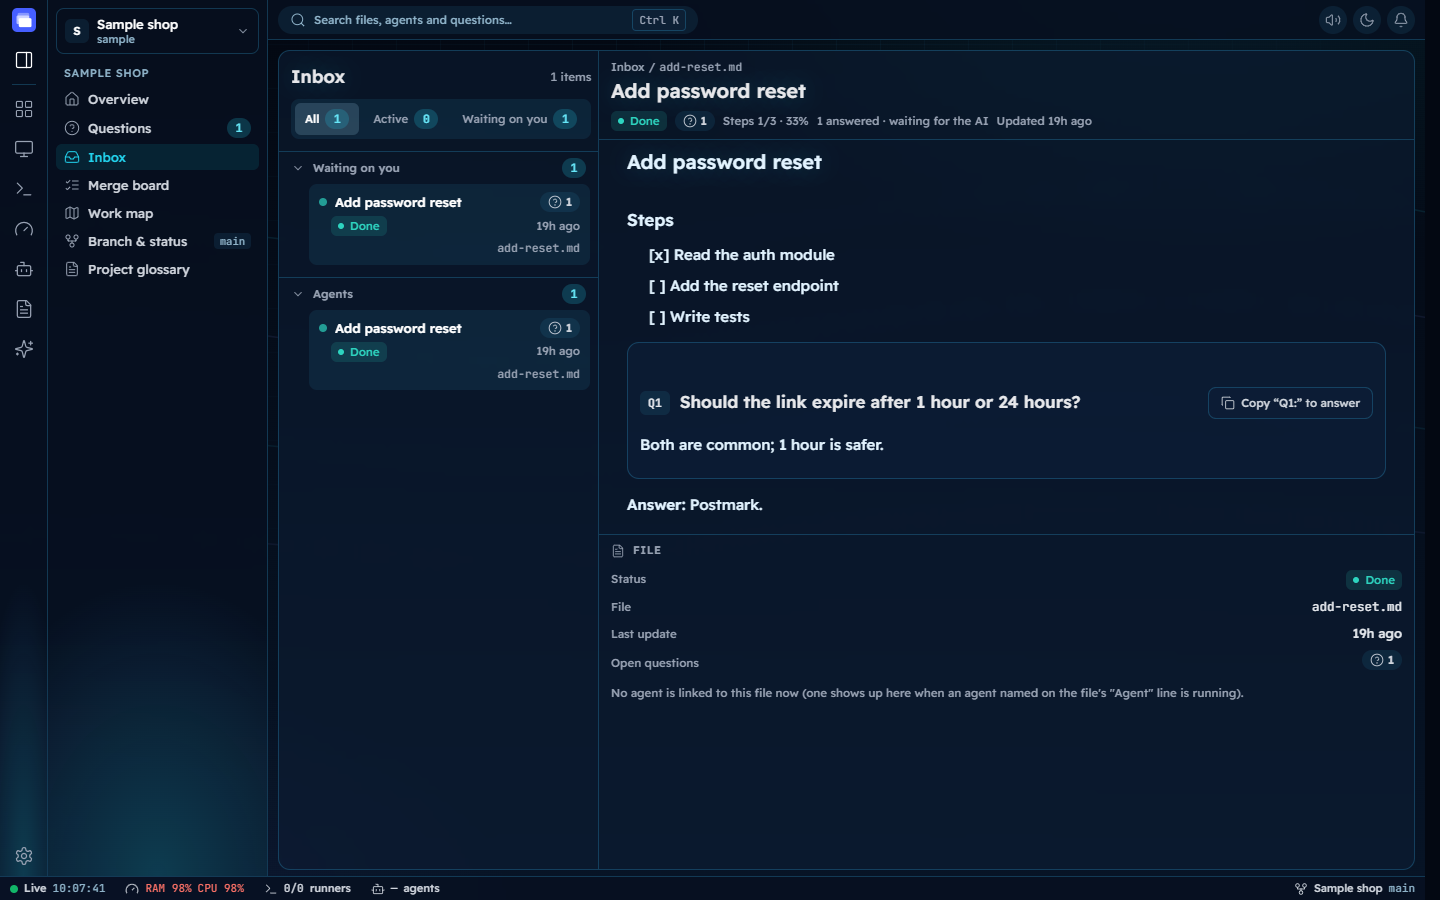 Sample shop
sample
S
SAMPLE SHOP
Overview
Questions 1
Inbox
Merge board
Work map
Branch & status main
Project glossary
Search files, agents and questions... Ctrl K
Inbox 1 items
All 1 Active 0 Waiting on you 1
Waiting on you 1
Add password reset 1
Done 19h ago
add-reset.md
Agents 1
Add password reset 1
Done 19h ago
add-reset.md
Inbox / add-reset.md
Add password reset
Done 1 Steps 1/3 · 33% 1 answered · waiting for the AI Updated 19h ago
Add password reset
Steps
[x] Read the auth module
[ ] Add the reset endpoint
[ ] Write tests
Q1 Should the link expire after 1 hour or 24 hours? Copy “Q1:” to answer
Both are common; 1 hour is safer.
Answer: Postmark.
FILE
Status Done
File add-reset.md
Last update 19h ago
Open questions 1
No agent is linked to this file now (one shows up here when an agent named on the file's "Agent" line is running).
Live 10:07:41 RAM 98% CPU 98% 0/0 runners — agents Sample shop main